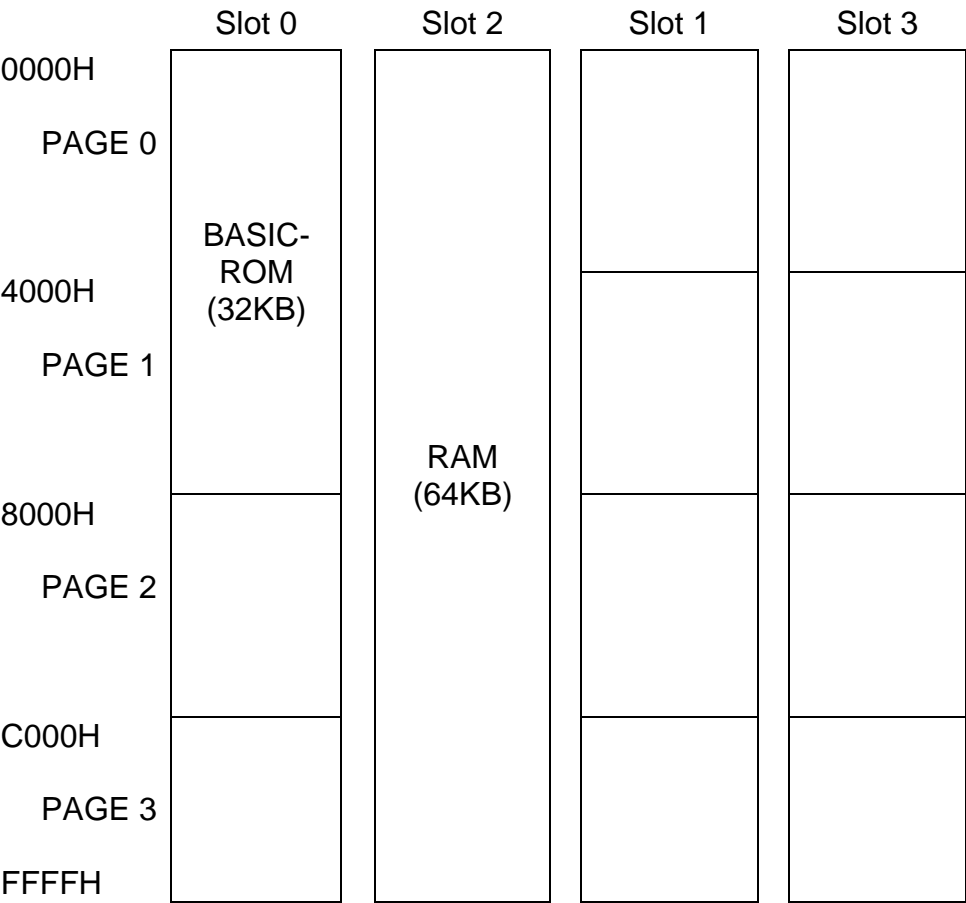 Slot 0 Slot 2 Slot 1 Slot 3
0000H
PAGE 0
BASIC-
ROM
(32KB)
4000H
PAGE 1
RAM
(64KB)
8000H
PAGE 2
C000H
PAGE 3
FFFFH